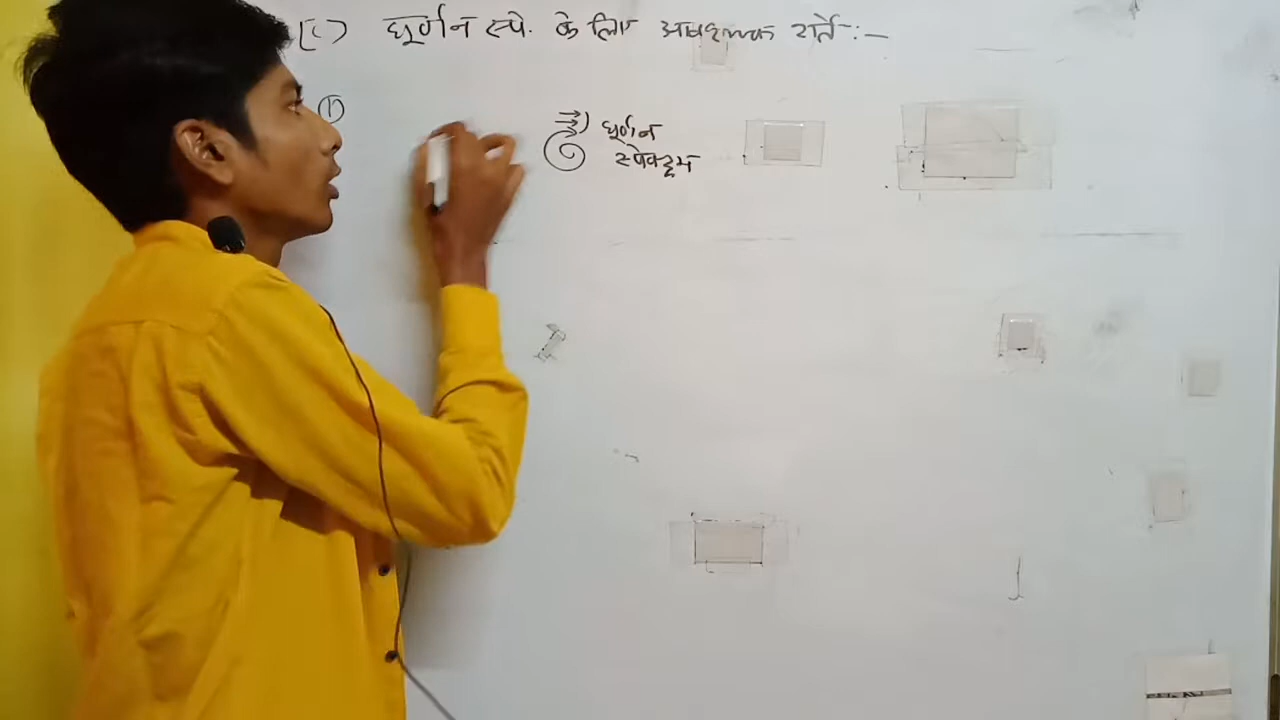 [C) घूर्णन स्पे. के लिए आवश्यक शर्ते :-
①
घूर्णन
स्पेक्ट्रम